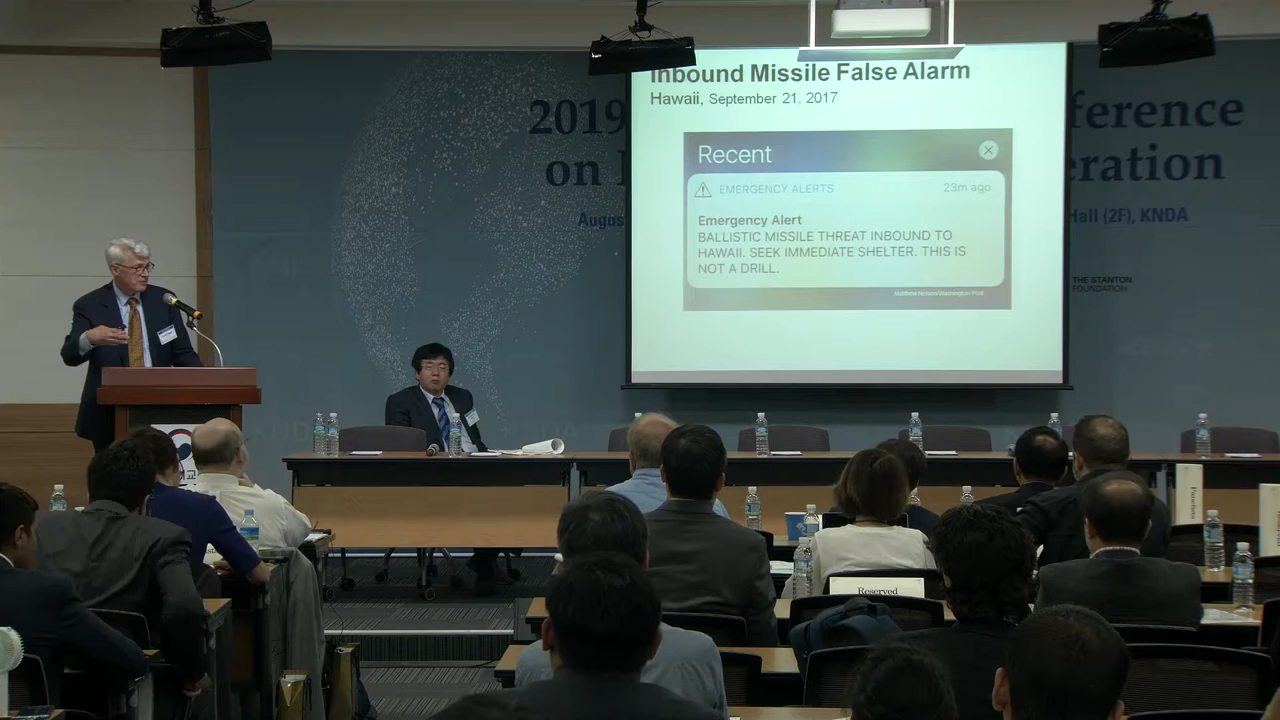 Inbound Missile False Alarm
Hawaii, September 21, 2017
2019
ference
on
eration
Augus
Hall (2F), KNDA
Recent
EMERGENCY ALERTS
23m ago
Emergency Alert
BALLISTIC MISSILE THREAT INBOUND TO
HAWAII. SEEK IMMEDIATE SHELTER. THIS IS
NOT A DRILL.
THE STANTON
FOUNDATION
Reserved